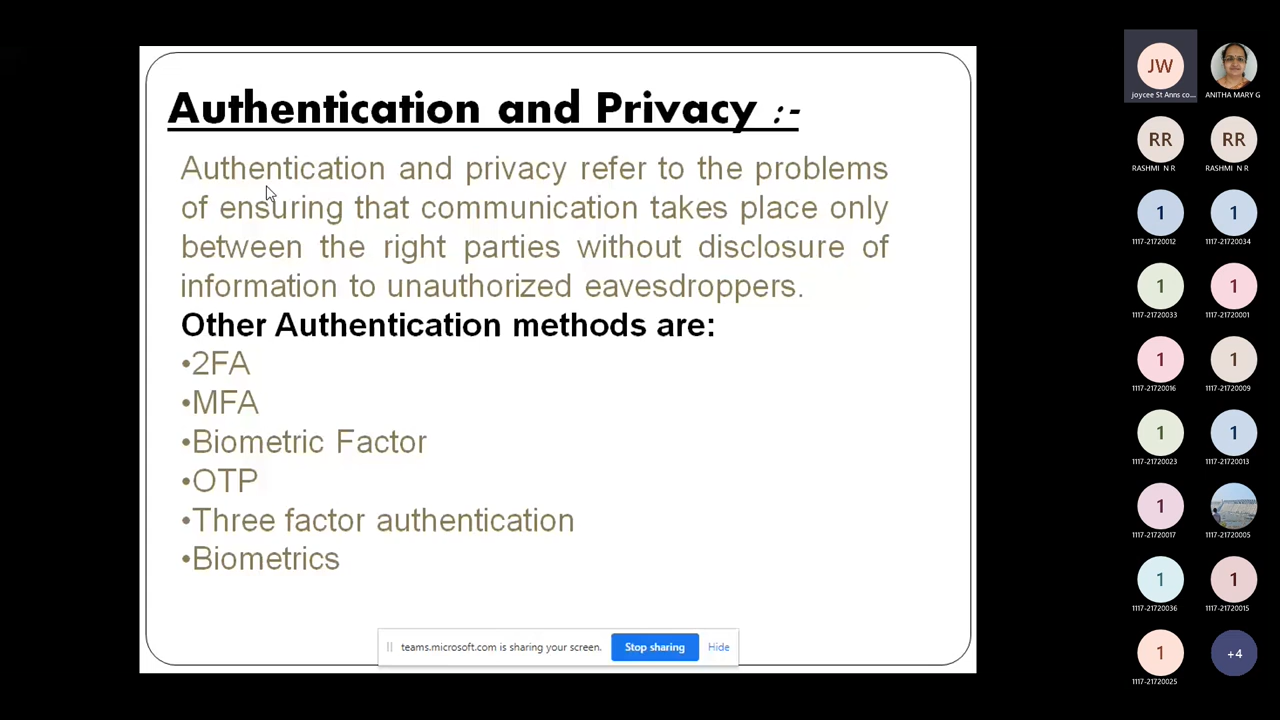 Authentication and Privacy :-
Authentication and privacy refer to the problems
of ensuring that communication takes place only
between the right parties without disclosure of
information to unauthorized eavesdroppers.
Other Authentication methods are:
•2FA
•MFA
•Biometric Factor
•OTP
•Three factor authentication
•Biometrics
teams.microsoft.com is sharing your screen. Stop sharing Hide
JW
joycee St Anns co... ANITHA MARY G
RR RR
RASHMI N R RASHMI N R
1 1
1117-21720012 1117-21720034
1 1
1117-21720033 1117-21720001
1 1
1117-21720016 1117-21720009
1 1
1117-21720023 1117-21720013
1
1117-21720017 1117-21720005
1 1
1117-21720036 1117-21720015
1 +4
1117-21720025